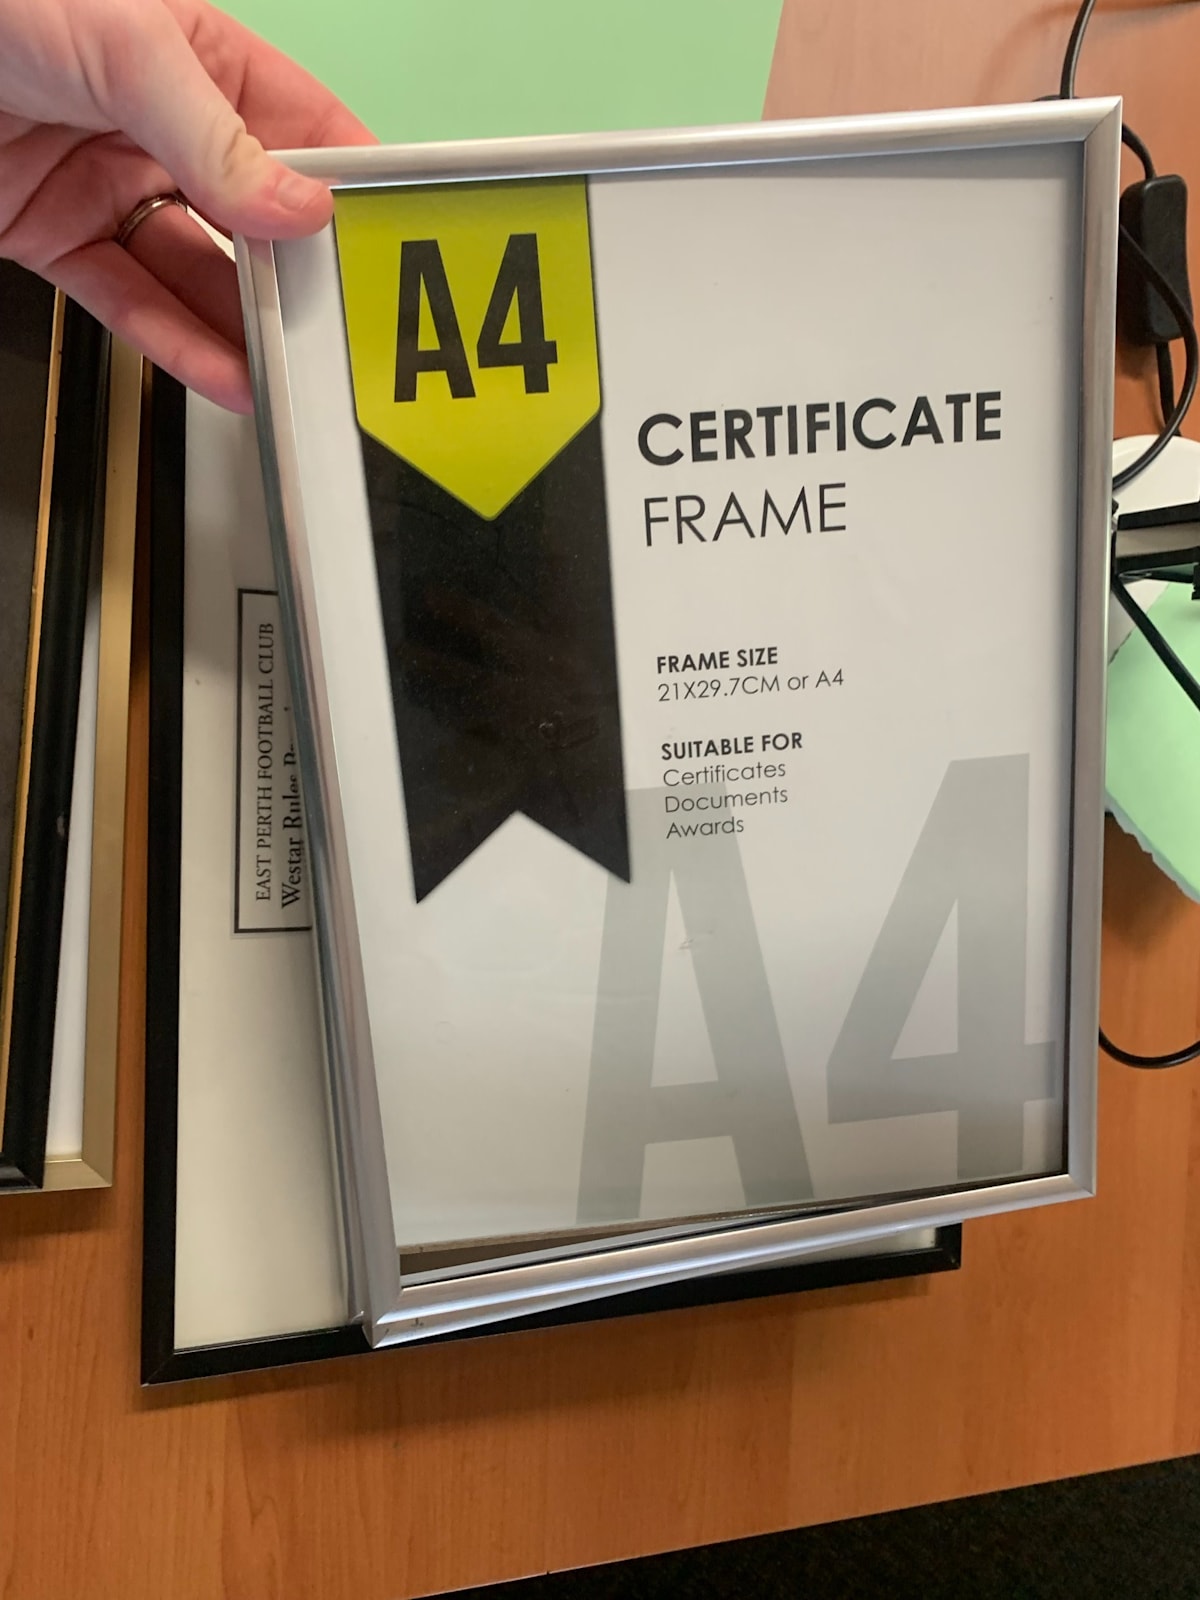 A4
CERTIFICATE
FRAME
FRAME SIZE
21X29.7CM or A4
SUITABLE FOR
Certificates
Documents
Awards
A4
EAST PERTH FOOTBALL CLUB
Westar Rules